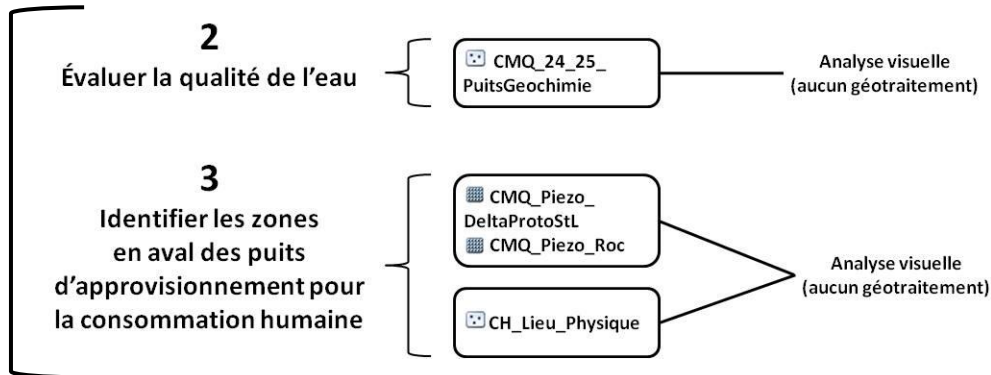 2
Évaluer la qualité de l’eau
CMQ_24_25_
PuitsGeochimie
Analyse visuelle
(aucun géotraitement)
3
Identifier les zones
en aval des puits
d’approvisionnement pour
la consommation humaine
CMQ_Piezo_
DeltaProtoStL
CMQ_Piezo_Roc
CH_Lieu_Physique
Analyse visuelle
(aucun géotraitement)